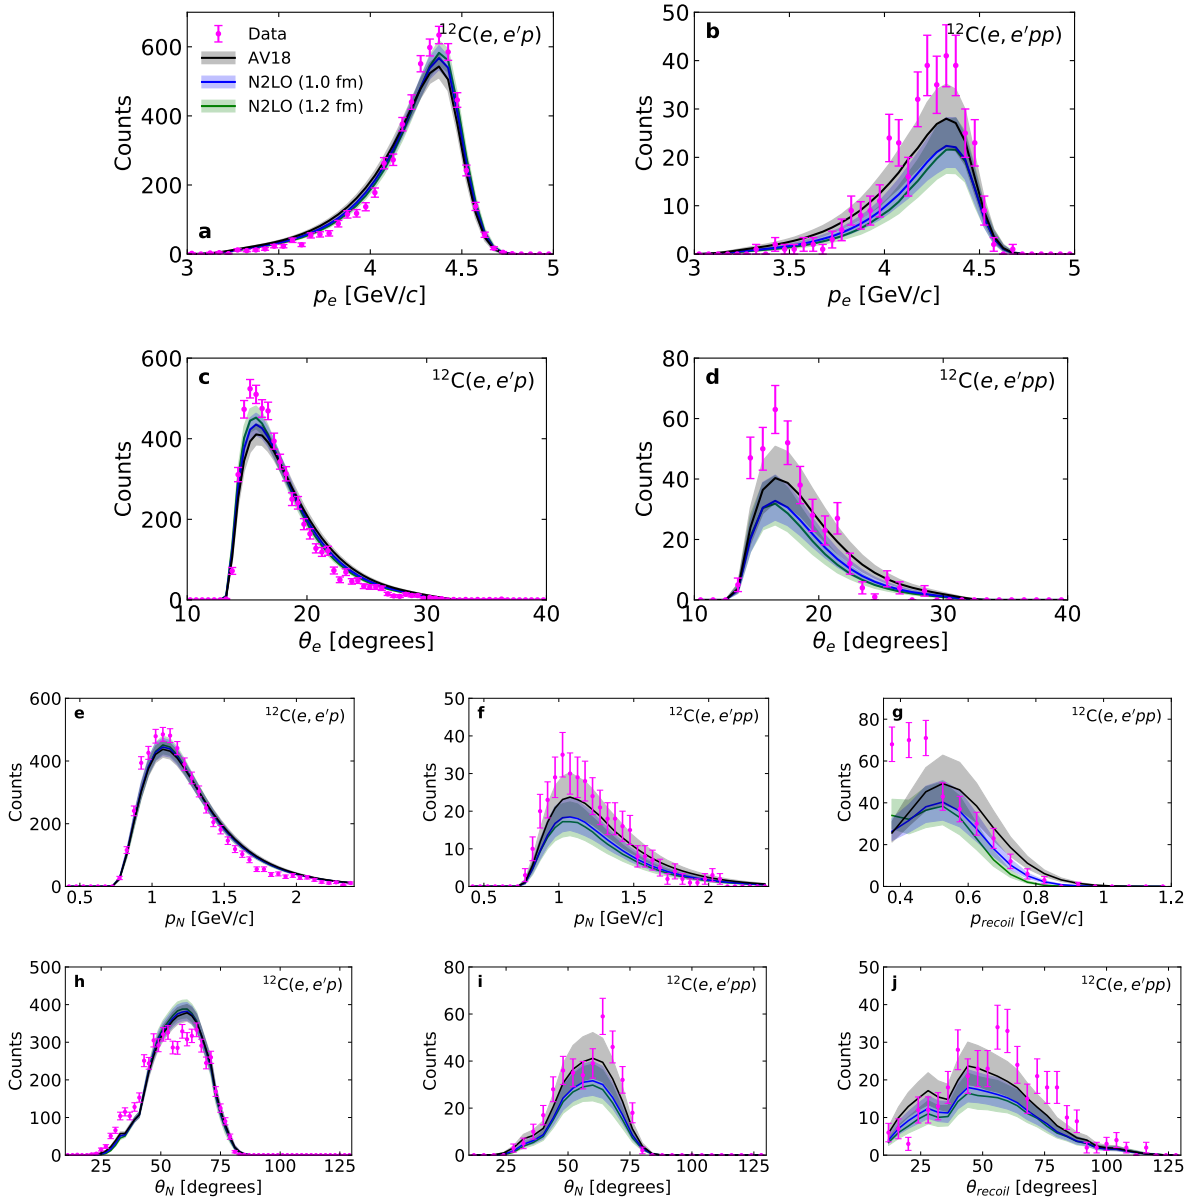 Data
AV18
N2LO (1.0 fm)
N2LO (1.2 fm)
¹²C(e, e′p)
a
Counts
600
400
200
0
3 3.5 4 4.5 5
p_e [GeV/c]
b
¹²C(e, e′pp)
Counts
50
40
30
20
10
0
3 3.5 4 4.5 5
p_e [GeV/c]
c
¹²C(e, e′p)
Counts
600
400
200
0
10 20 30 40
θ_e [degrees]
d
¹²C(e, e′pp)
Counts
80
60
40
20
0
10 20 30 40
θ_e [degrees]
e
¹²C(e, e′p)
Counts
600
400
200
0
0.5 1 1.5 2
p_N [GeV/c]
f
¹²C(e, e′pp)
Counts
50
40
30
20
10
0
0.5 1 1.5 2
p_N [GeV/c]
g
¹²C(e, e′pp)
Counts
80
60
40
20
0
0.4 0.6 0.8 1 1.2
p_recoil [GeV/c]
h
¹²C(e, e′p)
Counts
500
400
300
200
100
0
25 50 75 100 125
θ_N [degrees]
i
¹²C(e, e′pp)
Counts
80
60
40
20
0
25 50 75 100 125
θ_N [degrees]
j
¹²C(e, e′pp)
Counts
50
40
30
20
10
0
25 50 75 100 125
θ_recoil [degrees]